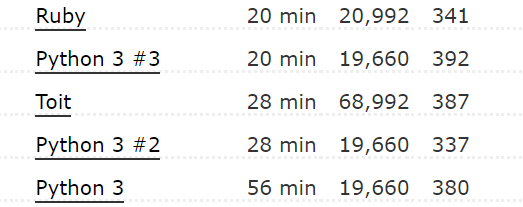 Ruby 20 min 20,992 341
Python 3 #3 20 min 19,660 392
Toit 28 min 68,992 387
Python 3 #2 28 min 19,660 337
Python 3 56 min 19,660 380